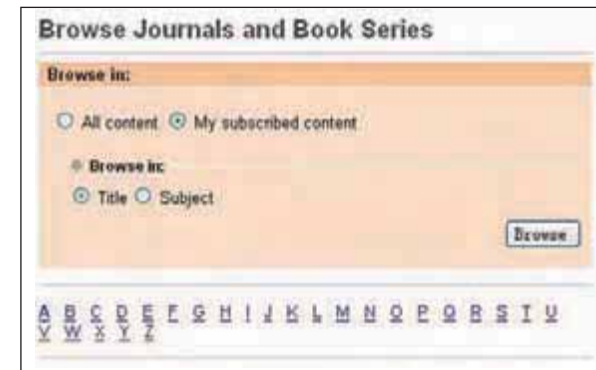 Browse Journals and Book Series
Browse in:
All content My subscribed content
Browse in:
Title Subject
Browse
A B C D E F G H I J K L M N O P Q R S T U
V W X Y Z